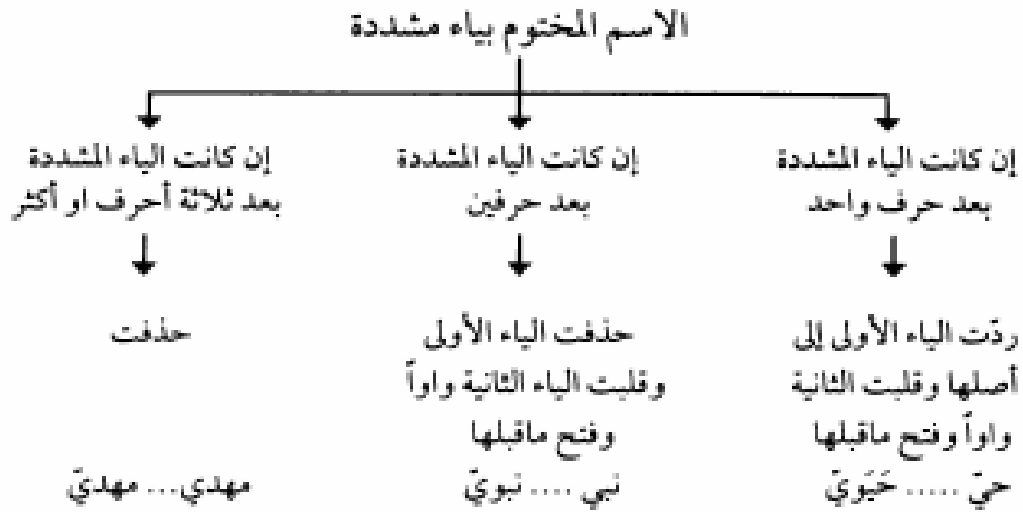 الاسم المختوم بياء مشددة
إن كانت الياء المشددة
بعد حرف واحد
ردّت الياء الأولى إلى
أصلها وقلبت الثانية
واواً وفتح ماقبلها
حيّ ..... حَيَويّ
إن كانت الياء المشددة
بعد حرفين
حذفت الياء الأولى
وقلبت الياء الثانية واواً
وفتح ماقبلها
نبي .... نبويّ
إن كانت الياء المشددة
بعد ثلاثة أحرف او أكثر
حذفت
مهدي... مهديّ